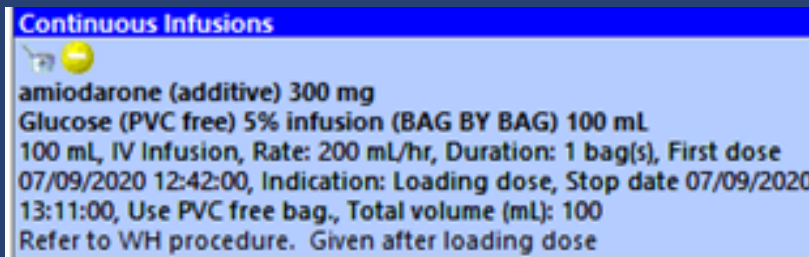 Continuous Infusions
amiodarone (additive) 300 mg
Glucose (PVC free) 5% infusion (BAG BY BAG) 100 mL
100 mL, IV Infusion, Rate: 200 mL/hr, Duration: 1 bag(s), First dose
07/09/2020 12:42:00, Indication: Loading dose, Stop date 07/09/2020
13:11:00, Use PVC free bag., Total volume (mL): 100
Refer to WH procedure.  Given after loading dose